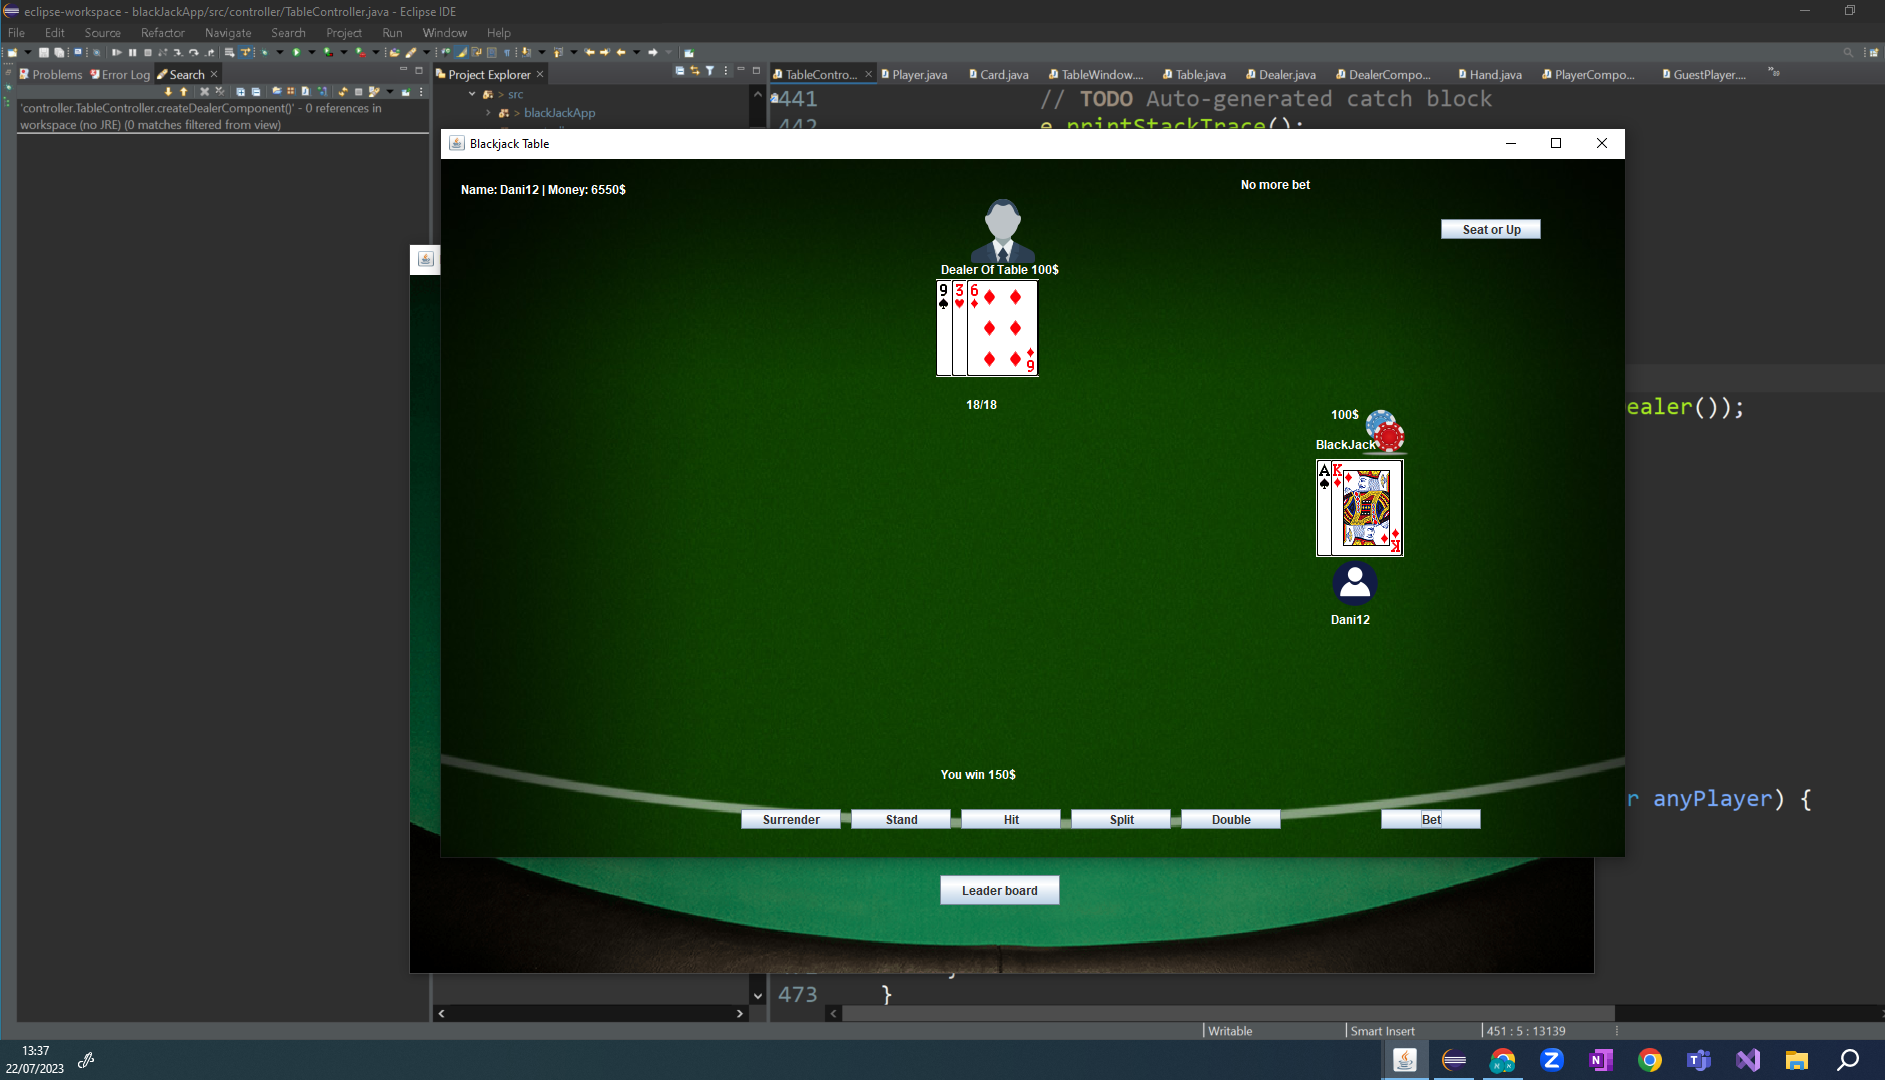 eclipse-workspace - blackJackApp/src/controller/TableController.java - Eclipse IDE
File Edit Source Refactor Navigate Search Project Run Window Help
Problems Error Log Search
Project Explorer
TableContro... Player.java Card.java TableWindow.... Table.java Dealer.java DealerCompo... Hand.java PlayerCompo... GuestPlayer....
'controller.TableController.createDealerComponent()' - 0 references in
workspace (no JRE) (0 matches filtered from view)
> src
> blackJackApp
441 // TODO Auto-generated catch block
442 e.printStackTrace();
Blackjack Table
Name: Dani12 | Money: 6550$
No more bet
Seat or Up
Dealer Of Table 100$
9 3 6
6
18/18
100$
BlackJack
A K
K
Dani12
ealer());
r anyPlayer) {
You win 150$
Surrender Stand Hit Split Double Bet
Leader board
473 }
Writable Smart Insert 451 : 5 : 13139
13:37
22/07/2023